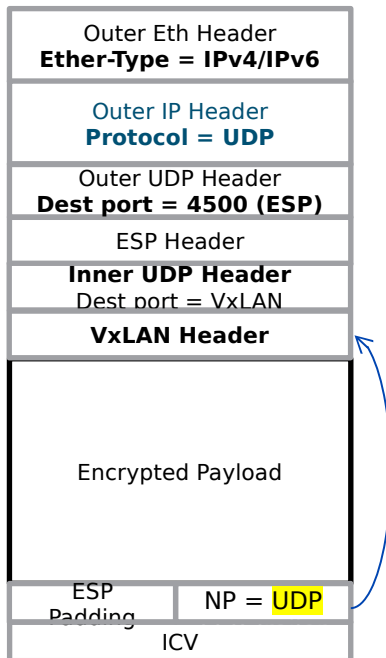 Outer Eth Header
Ether-Type = IPv4/IPv6
Outer IP Header
Protocol = UDP
Outer UDP Header
Dest port = 4500 (ESP)
ESP Header
Inner UDP Header
Dest port = VxLAN
VxLAN Header
Encrypted Payload
ESP
Padding
NP = UDP
ICV